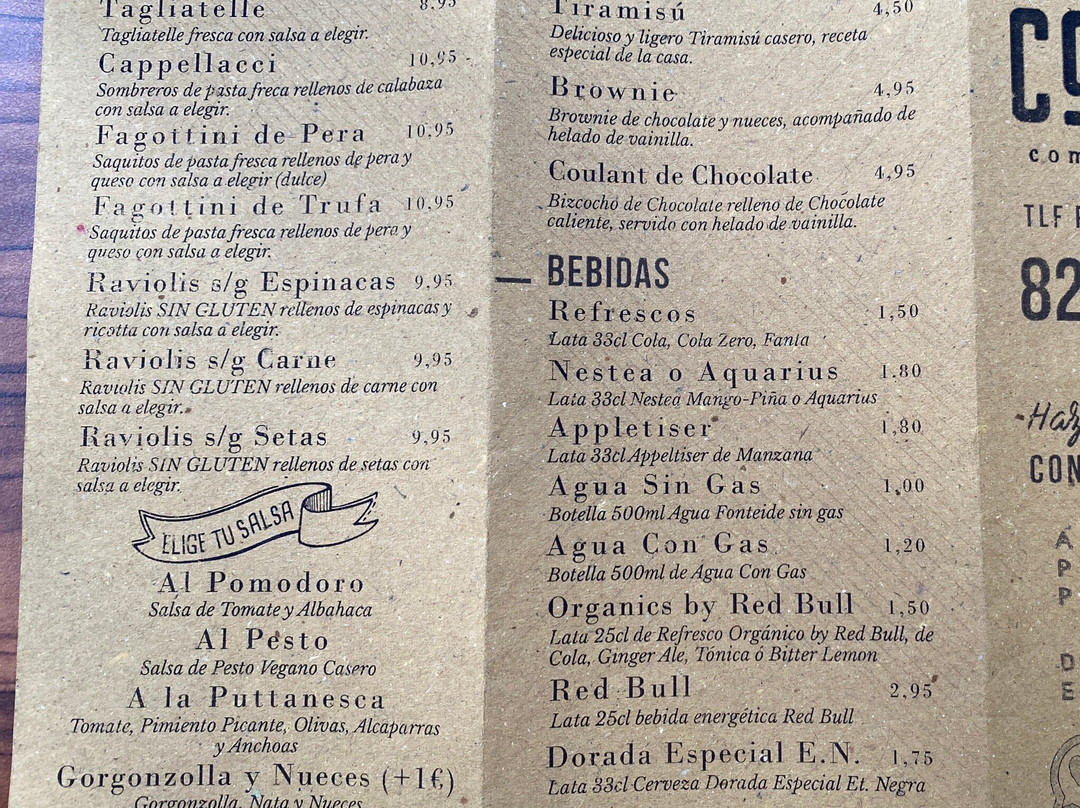 Tagliatelle 8.95
Tagliatelle fresca con salsa a elegir.
Cappellacci 10,95
Sombreros de pasta freca rellenos de calabaza
con salsa a elegir.
Fagottini de Pera 10,95
Saquitos de pasta fresca rellenos de pera y
queso con salsa a elegir (dulce)
Fagottini de Trufa 10,95
Saquitos de pasta fresca rellenos de pera y
queso con salsa a elegir.
Raviolis s/g Espinacas 9,95
Raviolis SIN GLUTEN rellenos de espinacas y
ricotta con salsa a elegir.
Raviolis s/g Carne 9,95
Raviolis SIN GLUTEN rellenos de carne con
salsa a elegir.
Raviolis s/g Setas 9,95
Raviolis SIN GLUTEN rellenos de setas con
salsa a elegir.
ELIGE TU SALSA
Al Pomodoro
Salsa de Tomate y Albahaca
Al Pesto
Salsa de Pesto Vegano Casero
A la Puttanesca
Tomate, Pimiento Picante, Olivas, Alcaparras
y Anchoas
Gorgonzolla y Nueces (+1€)
Gorgonzolla, Nata y Nueces
Tiramisú 4,50
Delicioso y ligero Tiramisú casero, receta
especial de la casa.
Brownie 4,95
Brownie de chocolate y nueces, acompañado de
helado de vainilla.
Coulant de Chocolate 4,95
Bizcocho de Chocolate relleno de Chocolate
caliente, servido con helado de vainilla.
BEBIDAS
Refrescos 1,50
Lata 33cl Cola, Cola Zero, Fanta
Nestea o Aquarius 1.80
Lata 33cl Nestea Mango-Piña o Aquarius
Appletiser 1,80
Lata 33cl Appeltiser de Manzana
Agua Sin Gas 1,00
Botella 500ml Agua Fonteide sin gas
Agua Con Gas 1,20
Botella 500ml de Agua Con Gas
Organics by Red Bull 1,50
Lata 25cl de Refresco Orgánico by Red Bull, de
Cola, Ginger Ale, Tónica ó Bitter Lemon
Red Bull 2,95
Lata 25cl bebida energética Red Bull
Dorada Especial E.N. 1,75
Lata 33cl Cerveza Dorada Especial Et. Negra
TLF
82
CON